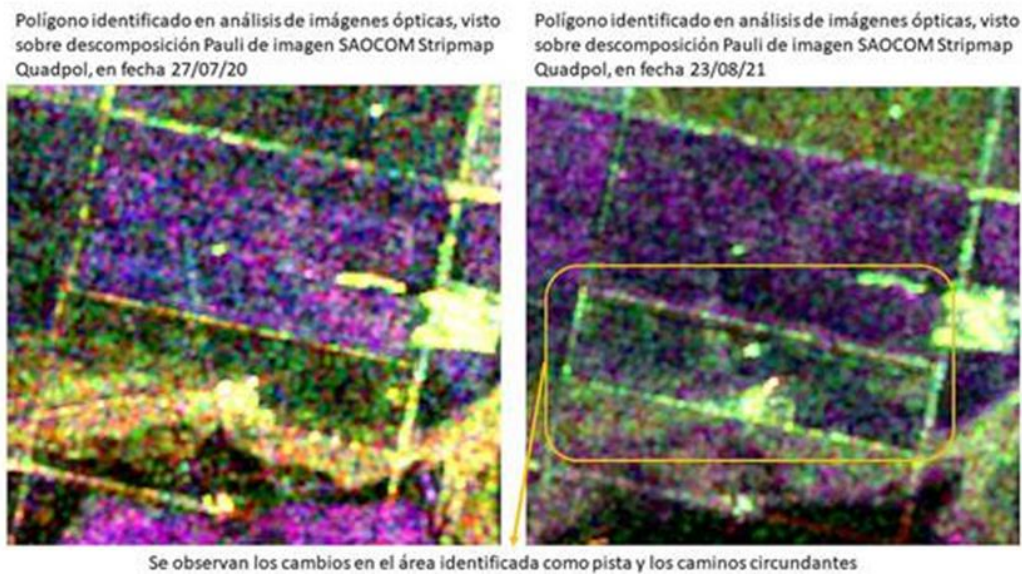 Polígono identificado en análisis de imágenes ópticas, visto
sobre descomposición Pauli de imagen SAOCOM Stripmap
Quadpol, en fecha 27/07/20
Polígono identificado en análisis de imágenes ópticas, visto
sobre descomposición Pauli de imagen SAOCOM Stripmap
Quadpol, en fecha 23/08/21
Se observan los cambios en el área identificada como pista y los caminos circundantes